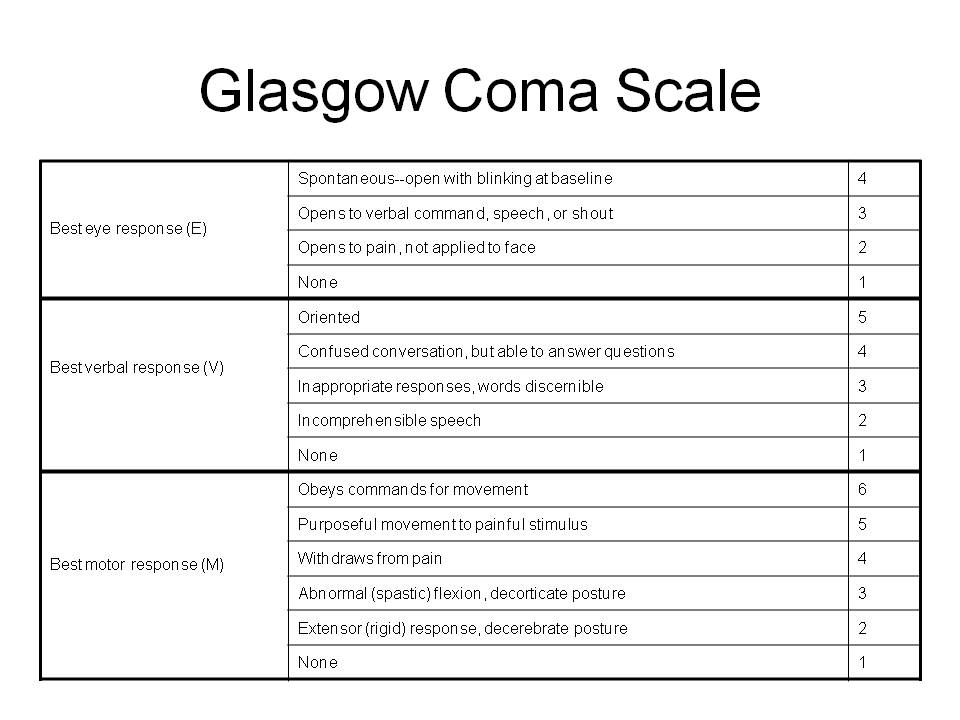 Glasgow Coma Scale
Best eye response (E)
Spontaneous--open with blinking at baseline 4
Opens to verbal command, speech, or shout 3
Opens to pain, not applied to face 2
None 1
Best verbal response (V)
Oriented 5
Confused conversation, but able to answer questions 4
Inappropriate responses, words discernible 3
Incomprehensible speech 2
None 1
Best motor response (M)
Obeys commands for movement 6
Purposeful movement to painful stimulus 5
Withdraws from pain 4
Abnormal (spastic) flexion, decorticate posture 3
Extensor (rigid) response, decerebrate posture 2
None 1